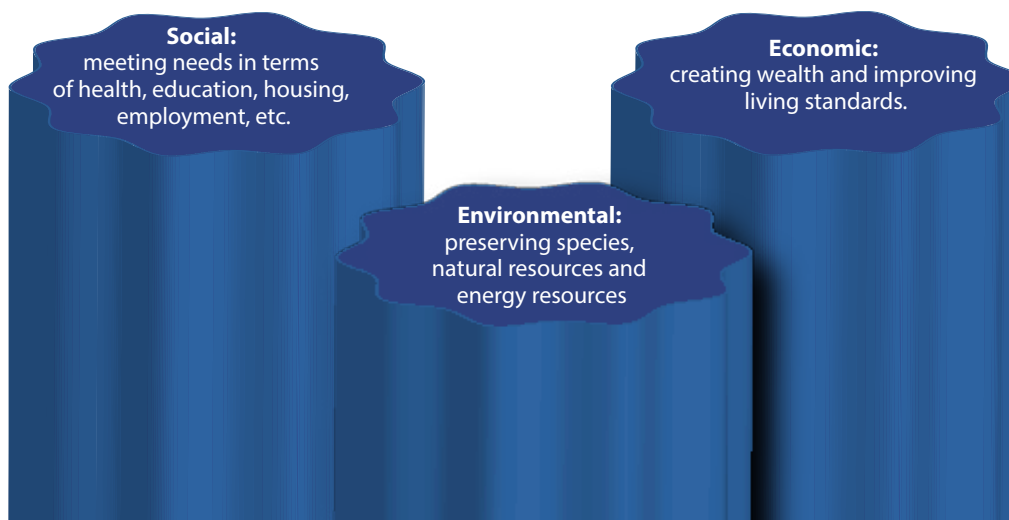 Social:
meeting needs in terms
of health, education, housing,
employment, etc.
Economic:
creating wealth and improving
living standards.
Environmental:
preserving species,
natural resources and
energy resources